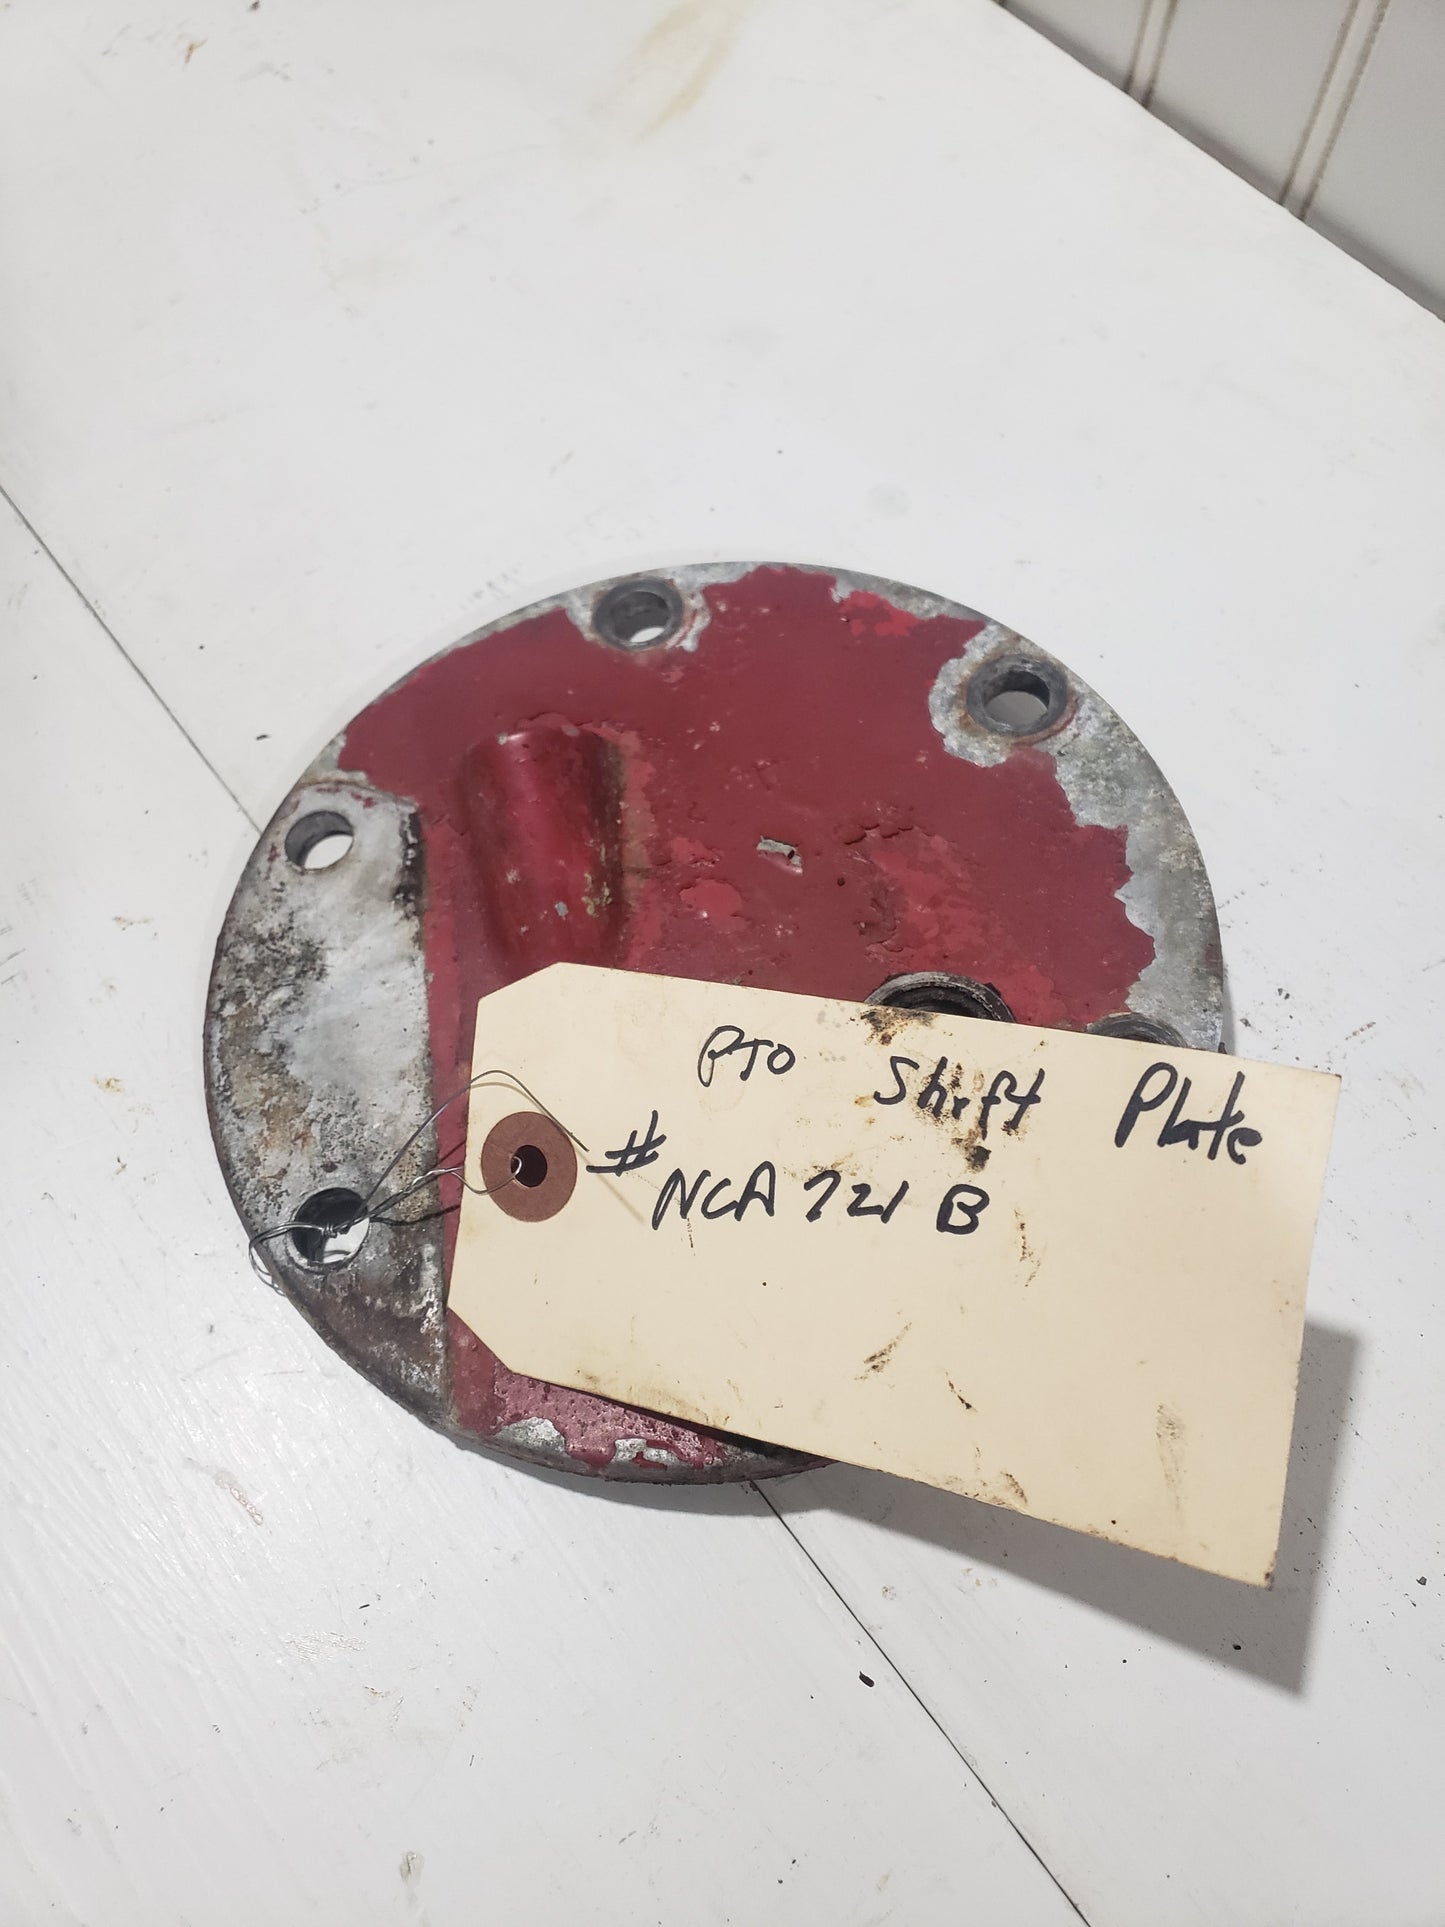 PTO Shift Plate
# NCA 721 B